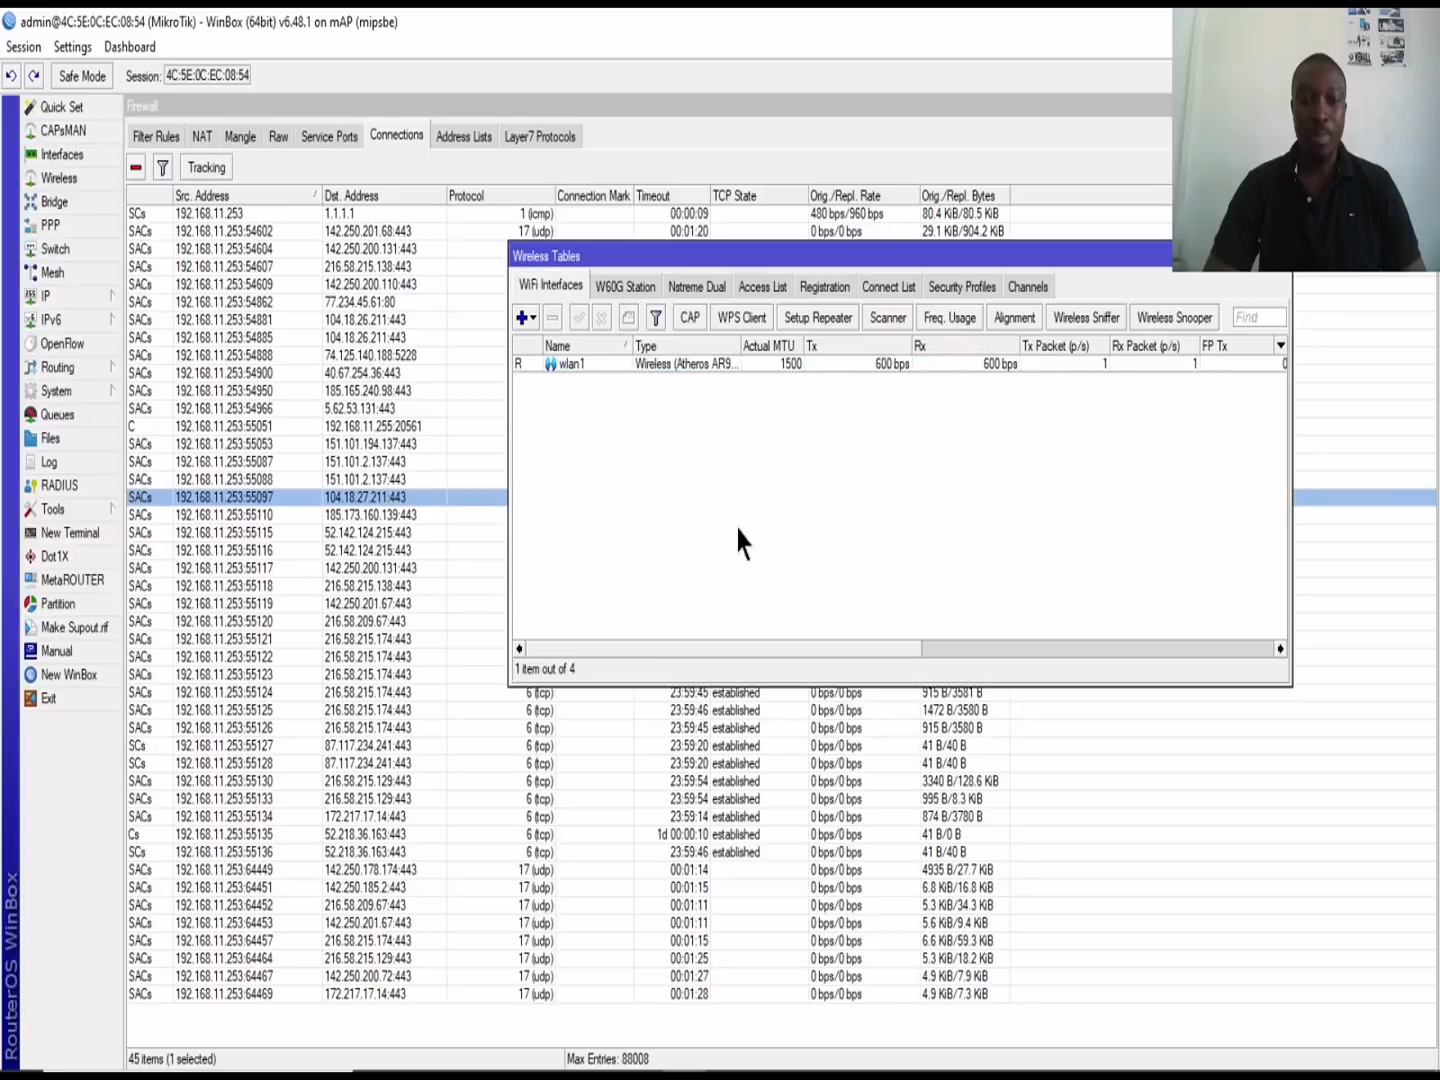 admin@4C:5E:0C:EC:08:54 (MikroTik) - WinBox (64bit) v6.48.1 on mAP (mipsbe)
Session Settings Dashboard
Safe Mode Session: 4C:5E:0C:EC:08:54
Quick Set
CAPsMAN
Interfaces
Wireless
Bridge
PPP
Switch
Mesh
IP
IPv6
OpenFlow
Routing
System
Queues
Files
Log
RADIUS
Tools
New Terminal
Dot1X
MetaROUTER
Partition
Make Supout.rif
Manual
New WinBox
Exit
RouterOS WinBox
Firewall
Filter Rules NAT Mangle Raw Service Ports Connections Address Lists Layer7 Protocols
Tracking
Src. Address Dst. Address Protocol Connection Mark Timeout TCP State Orig./Repl. Rate Orig./Repl. Bytes
SCs 192.168.11.253 1.1.1.1 1 (icmp) 00:00:09 480 bps/960 bps 80.4 KiB/80.5 KiB
SACs 192.168.11.253:54602 142.250.201.68:443 17 (udp) 00:01:20 0 bps/0 bps 29.1 KiB/904.2 KiB
SACs 192.168.11.253:54604 142.250.200.131:443
SACs 192.168.11.253:54607 216.58.215.138:443
SACs 192.168.11.253:54609 142.250.200.110:443
SACs 192.168.11.253:54862 77.234.45.61:80
SACs 192.168.11.253:54881 104.18.26.211:443
SACs 192.168.11.253:54885 104.18.26.211:443
SACs 192.168.11.253:54888 74.125.140.188:5228
SACs 192.168.11.253:54900 40.67.254.36:443
SACs 192.168.11.253:54950 185.165.240.98:443
SACs 192.168.11.253:54966 5.62.53.131:443
C 192.168.11.253:55051 192.168.11.255:20561
SACs 192.168.11.253:55053 151.101.194.137:443
SACs 192.168.11.253:55087 151.101.2.137:443
SACs 192.168.11.253:55088 151.101.2.137:443
SACs 192.168.11.253:55097 104.18.27.211:443
SACs 192.168.11.253:55110 185.173.160.139:443
SACs 192.168.11.253:55115 52.142.124.215:443
SACs 192.168.11.253:55116 52.142.124.215:443
SACs 192.168.11.253:55117 142.250.200.131:443
SACs 192.168.11.253:55118 216.58.215.138:443
SACs 192.168.11.253:55119 142.250.201.67:443
SACs 192.168.11.253:55120 216.58.209.67:443
SACs 192.168.11.253:55121 216.58.215.174:443
SACs 192.168.11.253:55122 216.58.215.174:443
SACs 192.168.11.253:55123 216.58.215.174:443
SACs 192.168.11.253:55124 216.58.215.174:443 6 (tcp) 23:59:45 established 0 bps/0 bps 915 B/3581 B
SACs 192.168.11.253:55125 216.58.215.174:443 6 (tcp) 23:59:46 established 0 bps/0 bps 1472 B/3580 B
SACs 192.168.11.253:55126 216.58.215.174:443 6 (tcp) 23:59:45 established 0 bps/0 bps 915 B/3580 B
SCs 192.168.11.253:55127 87.117.234.241:443 6 (tcp) 23:59:20 established 0 bps/0 bps 41 B/40 B
SCs 192.168.11.253:55128 87.117.234.241:443 6 (tcp) 23:59:20 established 0 bps/0 bps 41 B/40 B
SACs 192.168.11.253:55130 216.58.215.129:443 6 (tcp) 23:59:54 established 0 bps/0 bps 3340 B/128.6 KiB
SACs 192.168.11.253:55133 216.58.215.129:443 6 (tcp) 23:59:54 established 0 bps/0 bps 995 B/8.3 KiB
SACs 192.168.11.253:55134 172.217.17.14:443 6 (tcp) 23:59:14 established 0 bps/0 bps 874 B/3780 B
Cs 192.168.11.253:55135 52.218.36.163:443 6 (tcp) 1d 00:00:10 established 0 bps/0 bps 41 B/0 B
SCs 192.168.11.253:55136 52.218.36.163:443 6 (tcp) 23:59:46 established 0 bps/0 bps 41 B/40 B
SACs 192.168.11.253:64449 142.250.178.174:443 17 (udp) 00:01:14 0 bps/0 bps 4935 B/27.7 KiB
SACs 192.168.11.253:64451 142.250.185.2:443 17 (udp) 00:01:15 0 bps/0 bps 6.8 KiB/16.8 KiB
SACs 192.168.11.253:64452 216.58.209.67:443 17 (udp) 00:01:11 0 bps/0 bps 5.3 KiB/34.3 KiB
SACs 192.168.11.253:64453 142.250.201.67:443 17 (udp) 00:01:11 0 bps/0 bps 5.6 KiB/9.4 KiB
SACs 192.168.11.253:64457 216.58.215.174:443 17 (udp) 00:01:15 0 bps/0 bps 6.6 KiB/59.3 KiB
SACs 192.168.11.253:64464 216.58.215.129:443 17 (udp) 00:01:25 0 bps/0 bps 5.3 KiB/18.2 KiB
SACs 192.168.11.253:64467 142.250.200.72:443 17 (udp) 00:01:27 0 bps/0 bps 4.9 KiB/7.9 KiB
SACs 192.168.11.253:64469 172.217.17.14:443 17 (udp) 00:01:28 0 bps/0 bps 4.9 KiB/7.3 KiB
45 items (1 selected) Max Entries: 88008
Wireless Tables
WiFi Interfaces W60G Station Nstreme Dual Access List Registration Connect List Security Profiles Channels
CAP WPS Client Setup Repeater Scanner Freq. Usage Alignment Wireless Sniffer Wireless Snooper Find
Name Type Actual MTU Tx Rx Tx Packet (p/s) Rx Packet (p/s) FP Tx
R wlan1 Wireless (Atheros AR9... 1500 600 bps 600 bps 1 1 0
1 item out of 4